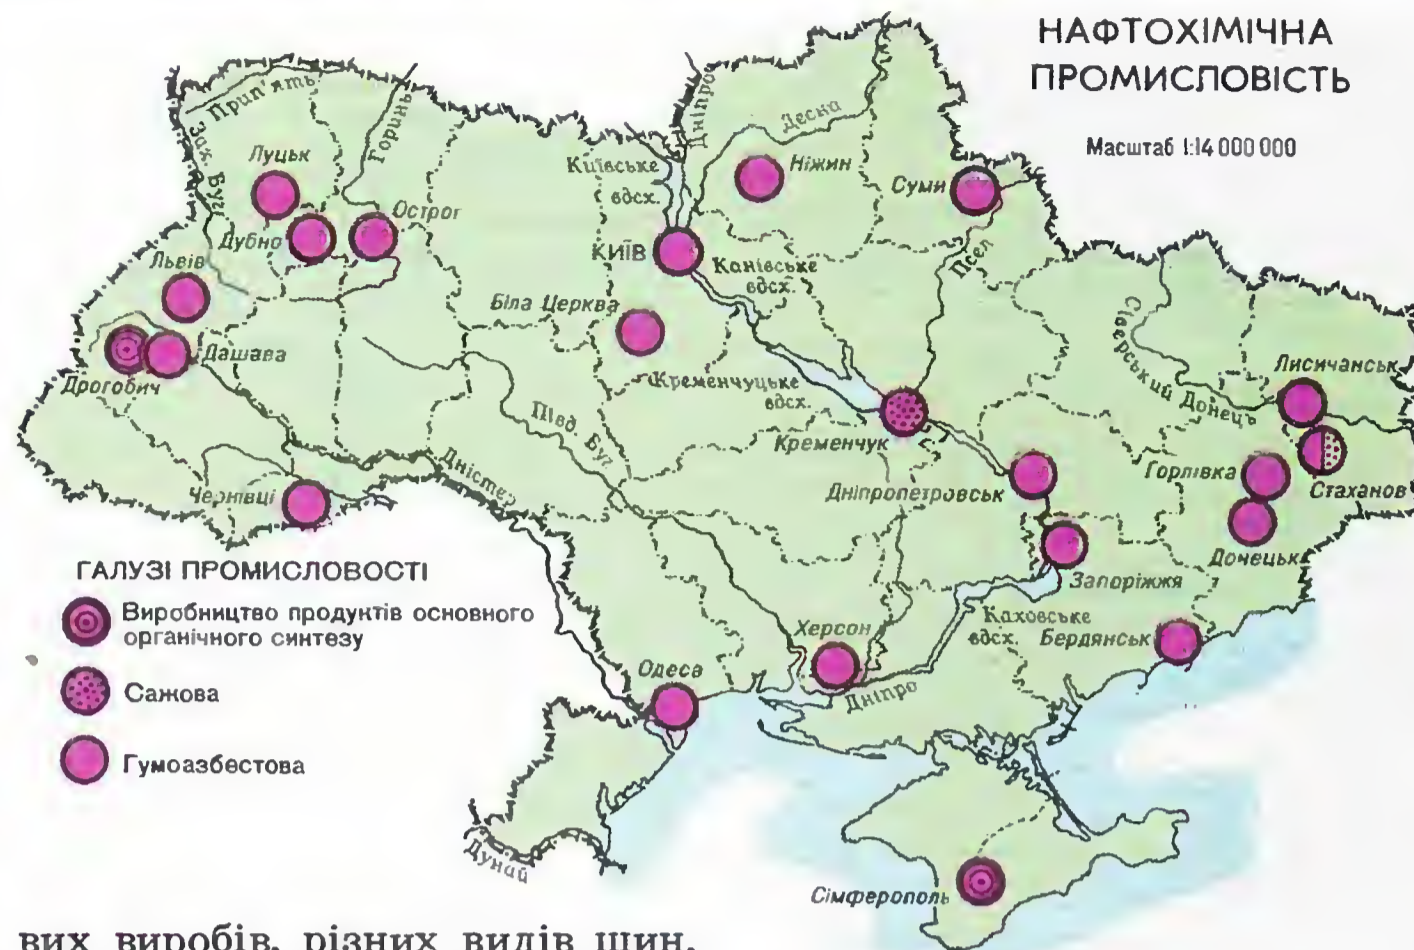 НАФТОХІМІЧНА
ПРОМИСЛОВІСТЬ
Масштаб 1:14 000 000
Прип'ять
Горинь
Зах. Буг
Дніпро
Десна
Луцьк
Київське
вдсх.
Ніжин
Суми
Острог
Дубно
КИЇВ
Канівське
вдсх.
Псел
Львів
Біла Церква
Сіверський Донець
Дашава
Дрогобич
Кременчуцьке
вдсх.
Лисичанськ
Півд. Буг
Кременчук
Дністер
Горлівка
Стаханов
Дніпропетровськ
Чернівці
Донецьк
Запоріжжя
Каховське
вдсх.
Бердянськ
Херсон
Одеса
Дніпро
Дунай
Сімферополь
ГАЛУЗІ ПРОМИСЛОВОСТІ
Виробництво продуктів основного
органічного синтезу
Сажова
Гумоазбестова
вих виробів, різних видів шин,